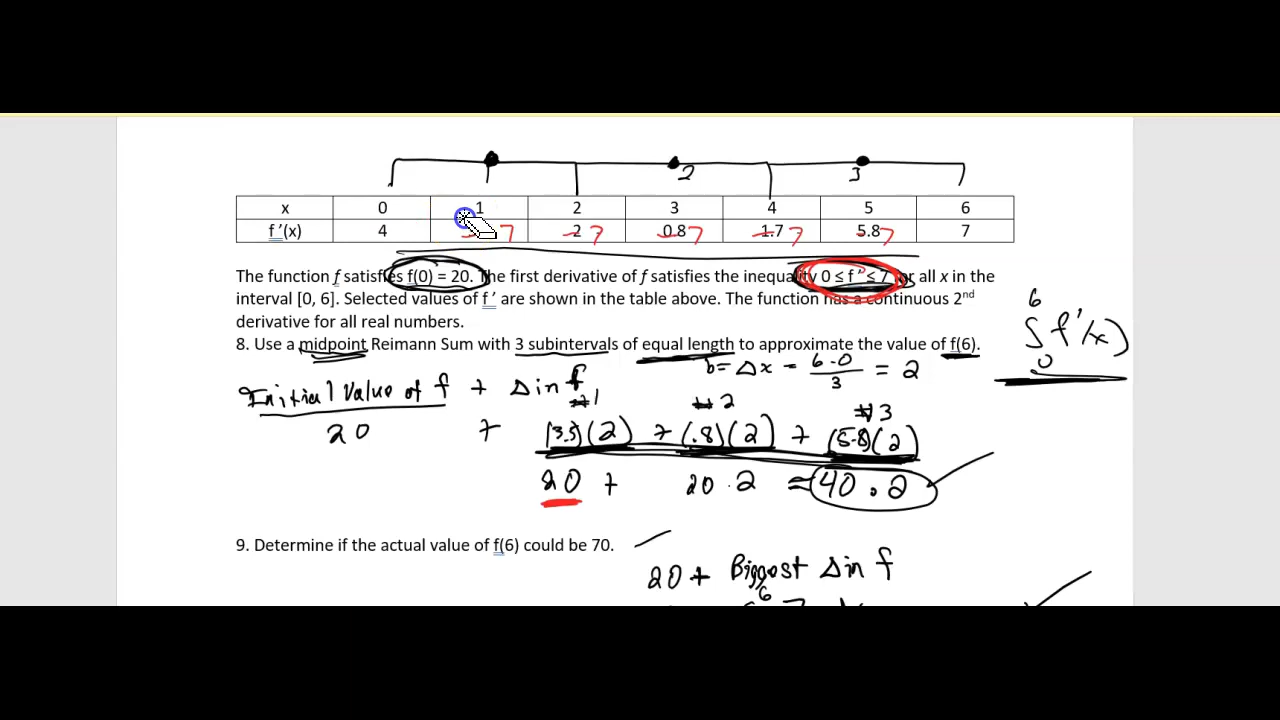 2 3
x 0 1 2 3 4 5 6
f '(x) 4 7 2 7 0.8 7 1.7 7 5.8 7 7
The function f satisfies f(0) = 20. The first derivative of f satisfies the inequality 0 ≤ f ' ≤ 7 for all x in the
interval [0, 6]. Selected values of f ' are shown in the table above. The function has a continuous 2nd
derivative for all real numbers.
6
∫ f'(x)
0
8. Use a midpoint Reimann Sum with 3 subintervals of equal length to approximate the value of f(6).
b = Δx = 6-0 / 3 = 2
Initial Value of f + Δ in f
#1 #2 #3
20 + (3.5)(2) + (.8)(2) + (5.8)(2)
20 + 20.2 ≈ 40.2
9. Determine if the actual value of f(6) could be 70.
20 + Biggest Δ in f
6